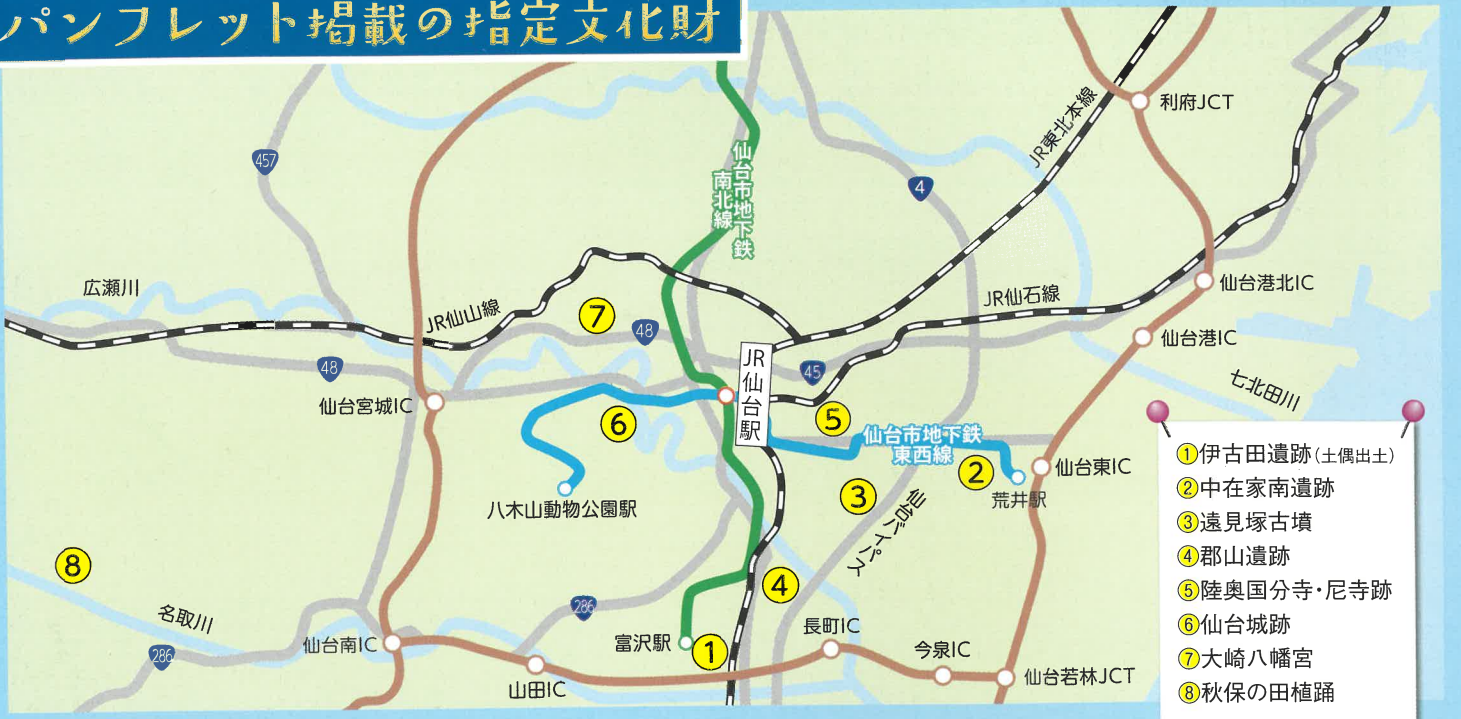 パンフレット掲載の指定文化財
457
4
仙台市地下鉄
南北線
JR東北本線
利府JCT
広瀬川
JR仙山線
JR仙石線
仙台港北IC
⑦
48
48
45
仙台港IC
JR仙台駅
仙台宮城IC
七北田川
⑥
⑤
仙台市地下鉄
東西線
②
仙台東IC
荒井駅
八木山動物公園駅
③
仙台バイパス
⑧
④
名取川
286
286
仙台南IC
富沢駅
①
長町IC
今泉IC
山田IC
仙台若林JCT
①伊古田遺跡(土偶出土)
②中在家南遺跡
③遠見塚古墳
④郡山遺跡
⑤陸奥国分寺・尼寺跡
⑥仙台城跡
⑦大崎八幡宮
⑧秋保の田植踊